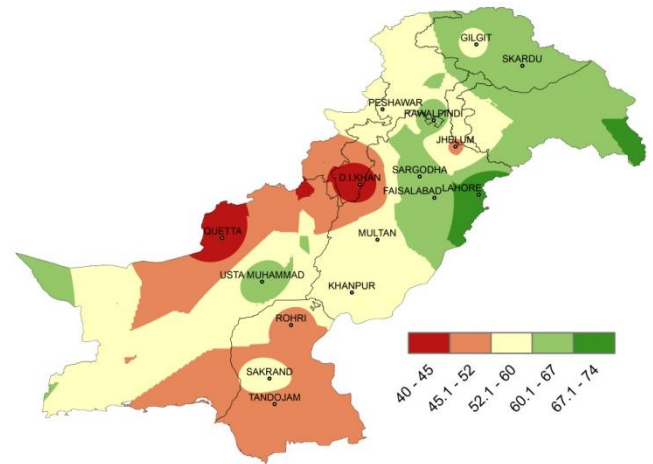 GILGIT
SKARDU
PESHAWAR
RAWALPINDI
JHELUM
D.I.KHAN
SARGODHA
FAISALABAD
LAHORE
QUETTA
MULTAN
USTA MUHAMMAD
KHANPUR
ROHRI
SAKRAND
TANDOJAM
40 - 45
45.1 - 52
52.1 - 60
60.1 - 67
67.1 - 74